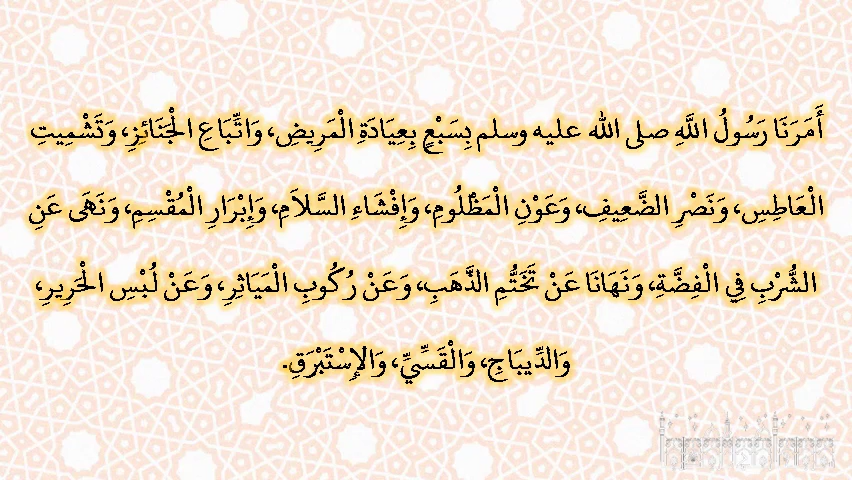 أَمَرَنَا رَسُولُ اللَّهِ صلى الله عليه وسلم بِسَبْعٍ بِعِيَادَةِ الْمَرِيضِ، وَاتِّبَاعِ الْجَنَائِزِ، وَتَشْمِيتِ
الْعَاطِسِ، وَنَصْرِ الضَّعِيفِ، وَعَوْنِ الْمَظْلُومِ، وَإِفْشَاءِ السَّلاَمِ، وَإِبْرَارِ الْمُقْسِمِ، وَنَهَى عَنِ
الشُّرْبِ فِي الْفِضَّةِ، وَنَهَانَا عَنْ تَخَتُّمِ الذَّهَبِ، وَعَنْ رُكُوبِ الْمَيَاثِرِ، وَعَنْ لُبْسِ الْحَرِيرِ،
وَالدِّيبَاجِ، وَالْقَسِّيِّ، وَالإِسْتَبْرَقِ.